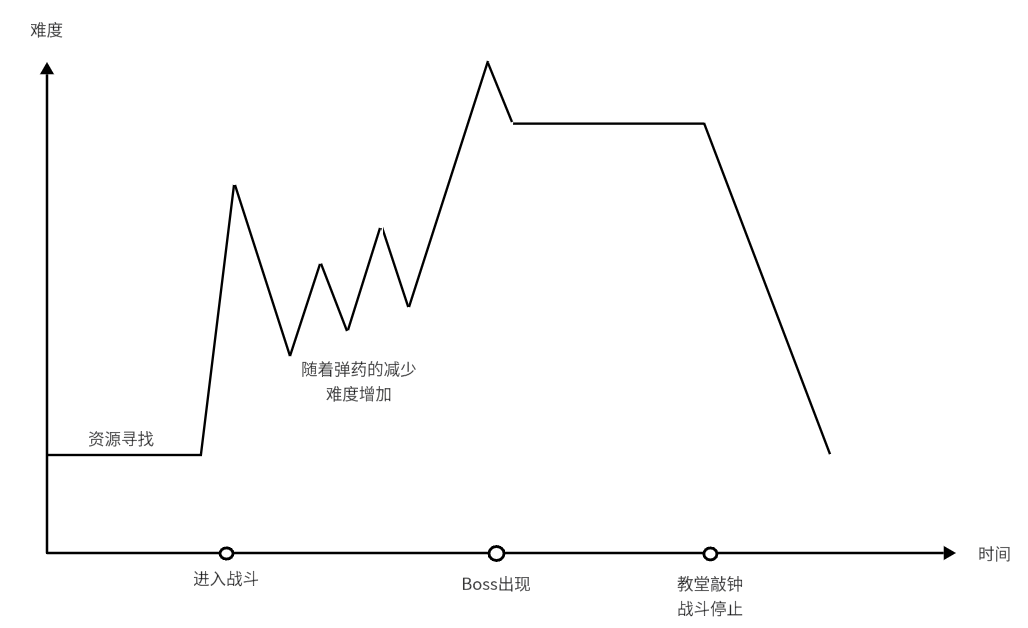 难度
随着弹药的减少
难度增加
资源寻找
时间
进入战斗
Boss出现
教堂敲钟
战斗停止